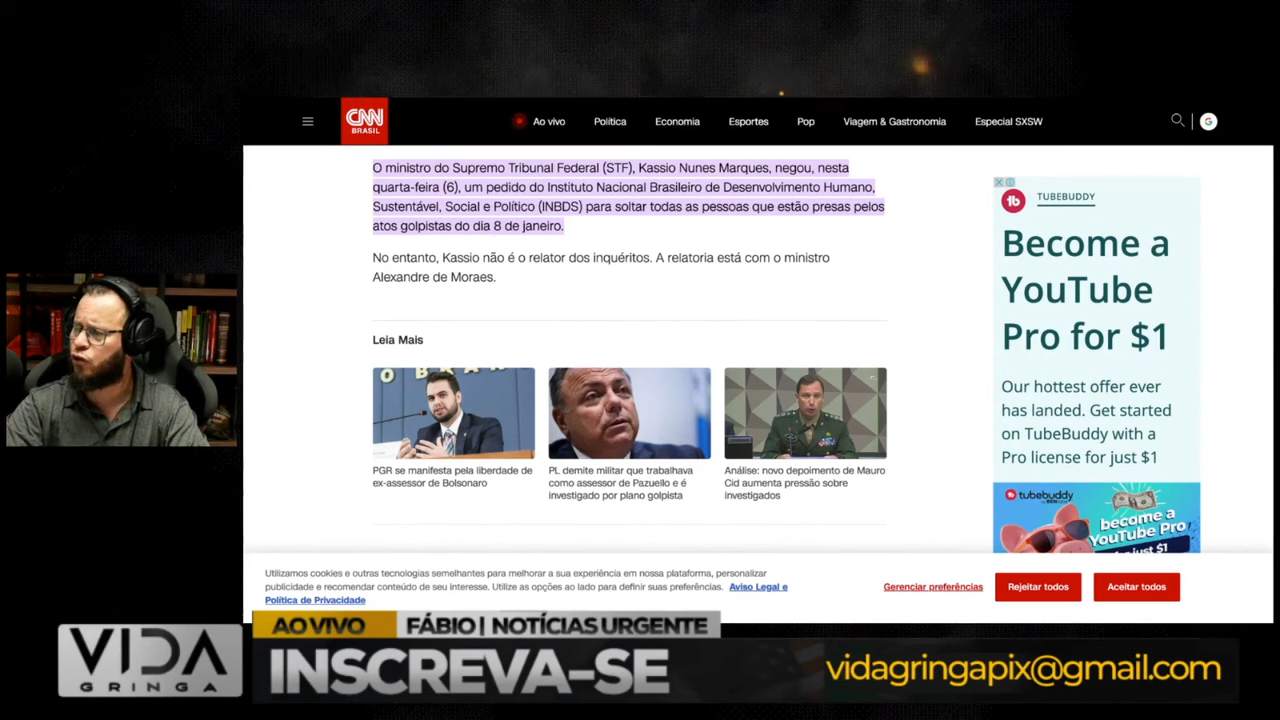 CNN
BRASIL
Ao vivo
Política
Economia
Esportes
Pop
Viagem & Gastronomia
Especial SXSW
G
O ministro do Supremo Tribunal Federal (STF), Kassio Nunes Marques, negou, nesta
quarta-feira (6), um pedido do Instituto Nacional Brasileiro de Desenvolvimento Humano,
Sustentável, Social e Político (INBDS) para soltar todas as pessoas que estão presas pelos
atos golpistas do dia 8 de janeiro.
No entanto, Kassio não é o relator dos inquéritos. A relatoria está com o ministro
Alexandre de Moraes.
Leia Mais
O BRA
PGR se manifesta pela liberdade de
ex-assessor de Bolsonaro
PL demite militar que trabalhava
como assessor de Pazuello e é
investigado por plano golpista
Análise: novo depoimento de Mauro
Cid aumenta pressão sobre
investigados
tb
TUBEBUDDY
Become a
YouTube
Pro for $1
Our hottest offer ever
has landed. Get started
on TubeBuddy with a
Pro license for just $1
tubebuddy
become a
YouTube Pro
for just $1
Utilizamos cookies e outras tecnologias semelhantes para melhorar a sua experiência em nossa plataforma, personalizar
publicidade e recomendar conteúdo de seu interesse. Utilize as opções ao lado para definir suas preferências. Aviso Legal e
Política de Privacidade
Gerenciar preferências
Rejeitar todos
Aceitar todos
AO VIVO
FÁBIO | NOTÍCIAS URGENTE
VIDA
GRINGA
INSCREVA-SE
vidagringapix@gmail.com